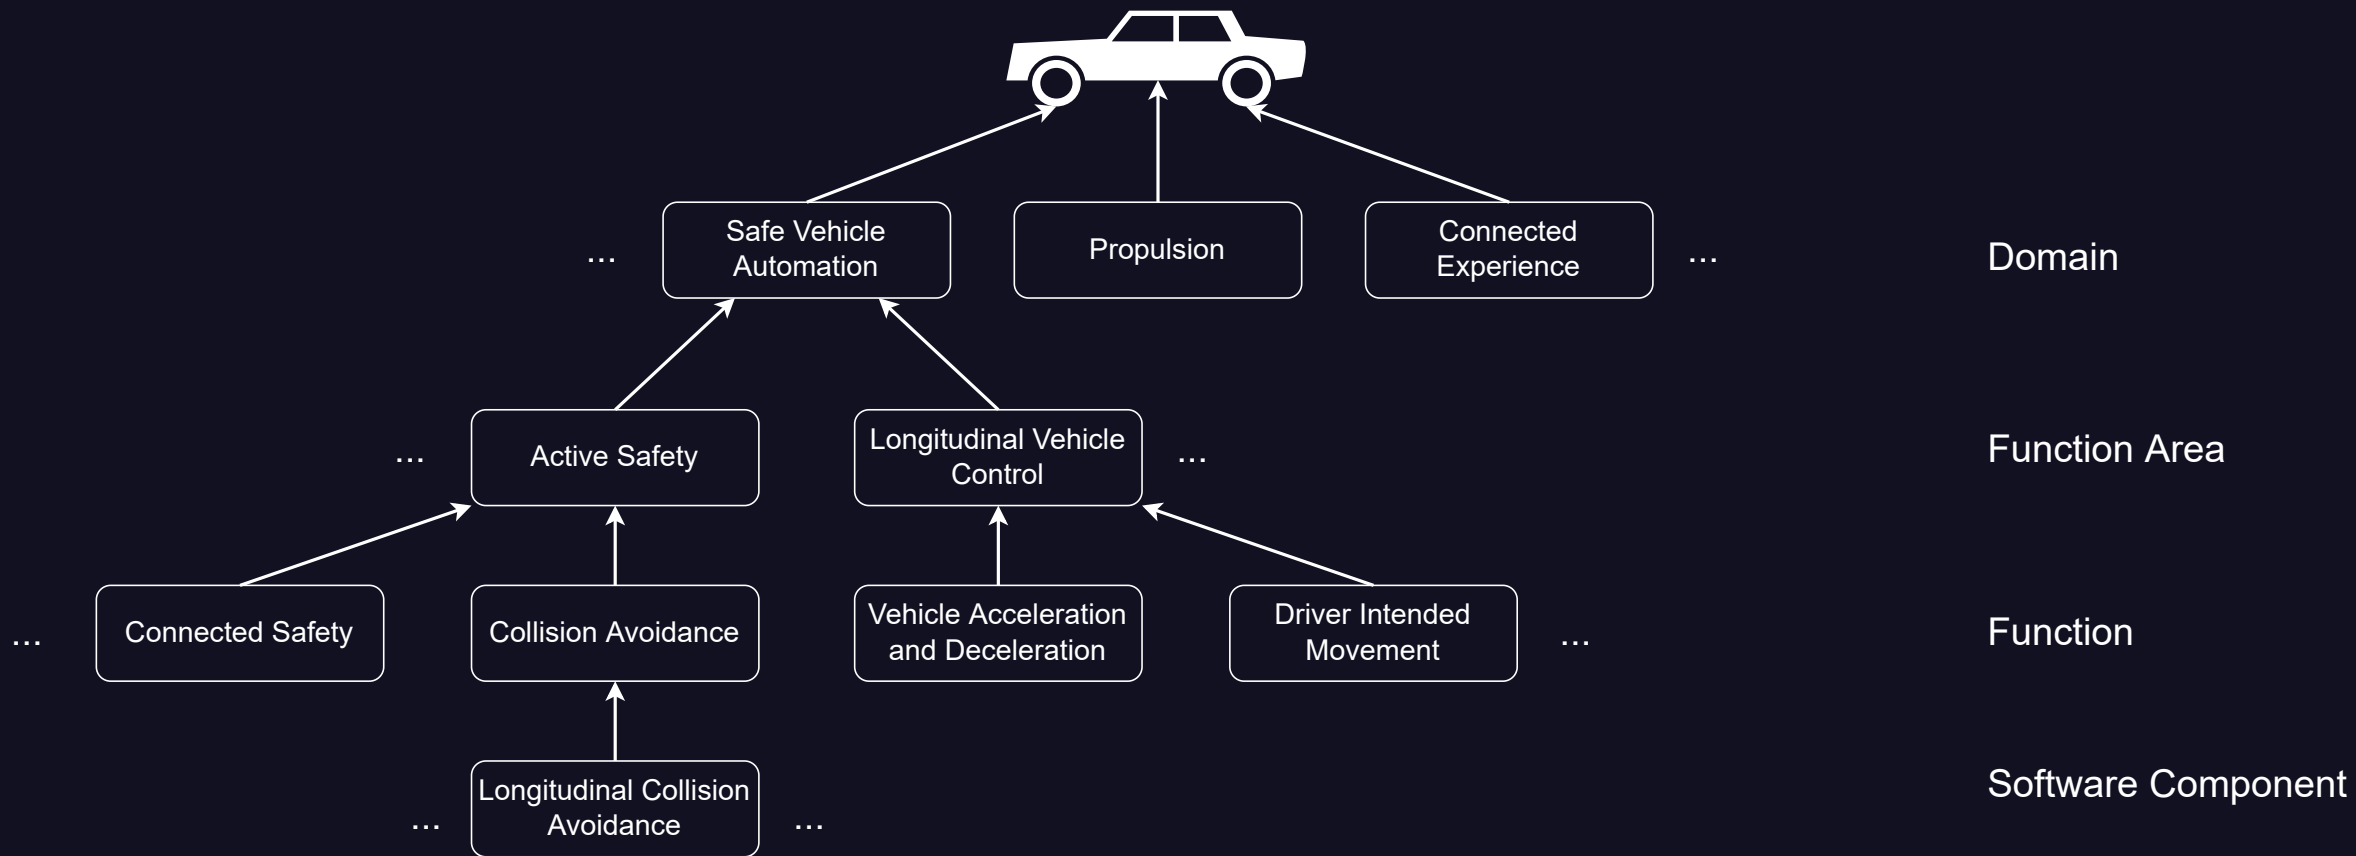 Safe Vehicle
Automation
Propulsion
Connected
Experience
...
...
Domain
Active Safety
Longitudinal Vehicle
Control
...
...
Function Area
Connected Safety
Collision Avoidance
Vehicle Acceleration
and Deceleration
Driver Intended
Movement
...
...
Function
Longitudinal Collision
Avoidance
...
...
Software Component